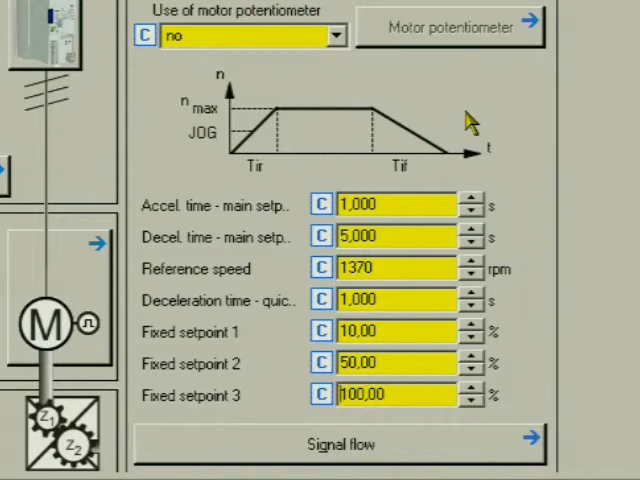 Use of motor potentiometer
C no
Motor potentiometer
n
n max
JOG
t
Tir
Tif
Accel. time - main setp.. C 1,000 s
Decel. time - main setp.. C 5,000 s
Reference speed C 1370 rpm
Deceleration time - quic.. C 1,000 s
M
Fixed setpoint 1 C 10,00 %
Fixed setpoint 2 C 50,00 %
Fixed setpoint 3 C 100,00 %
Z1
Z2
Signal flow